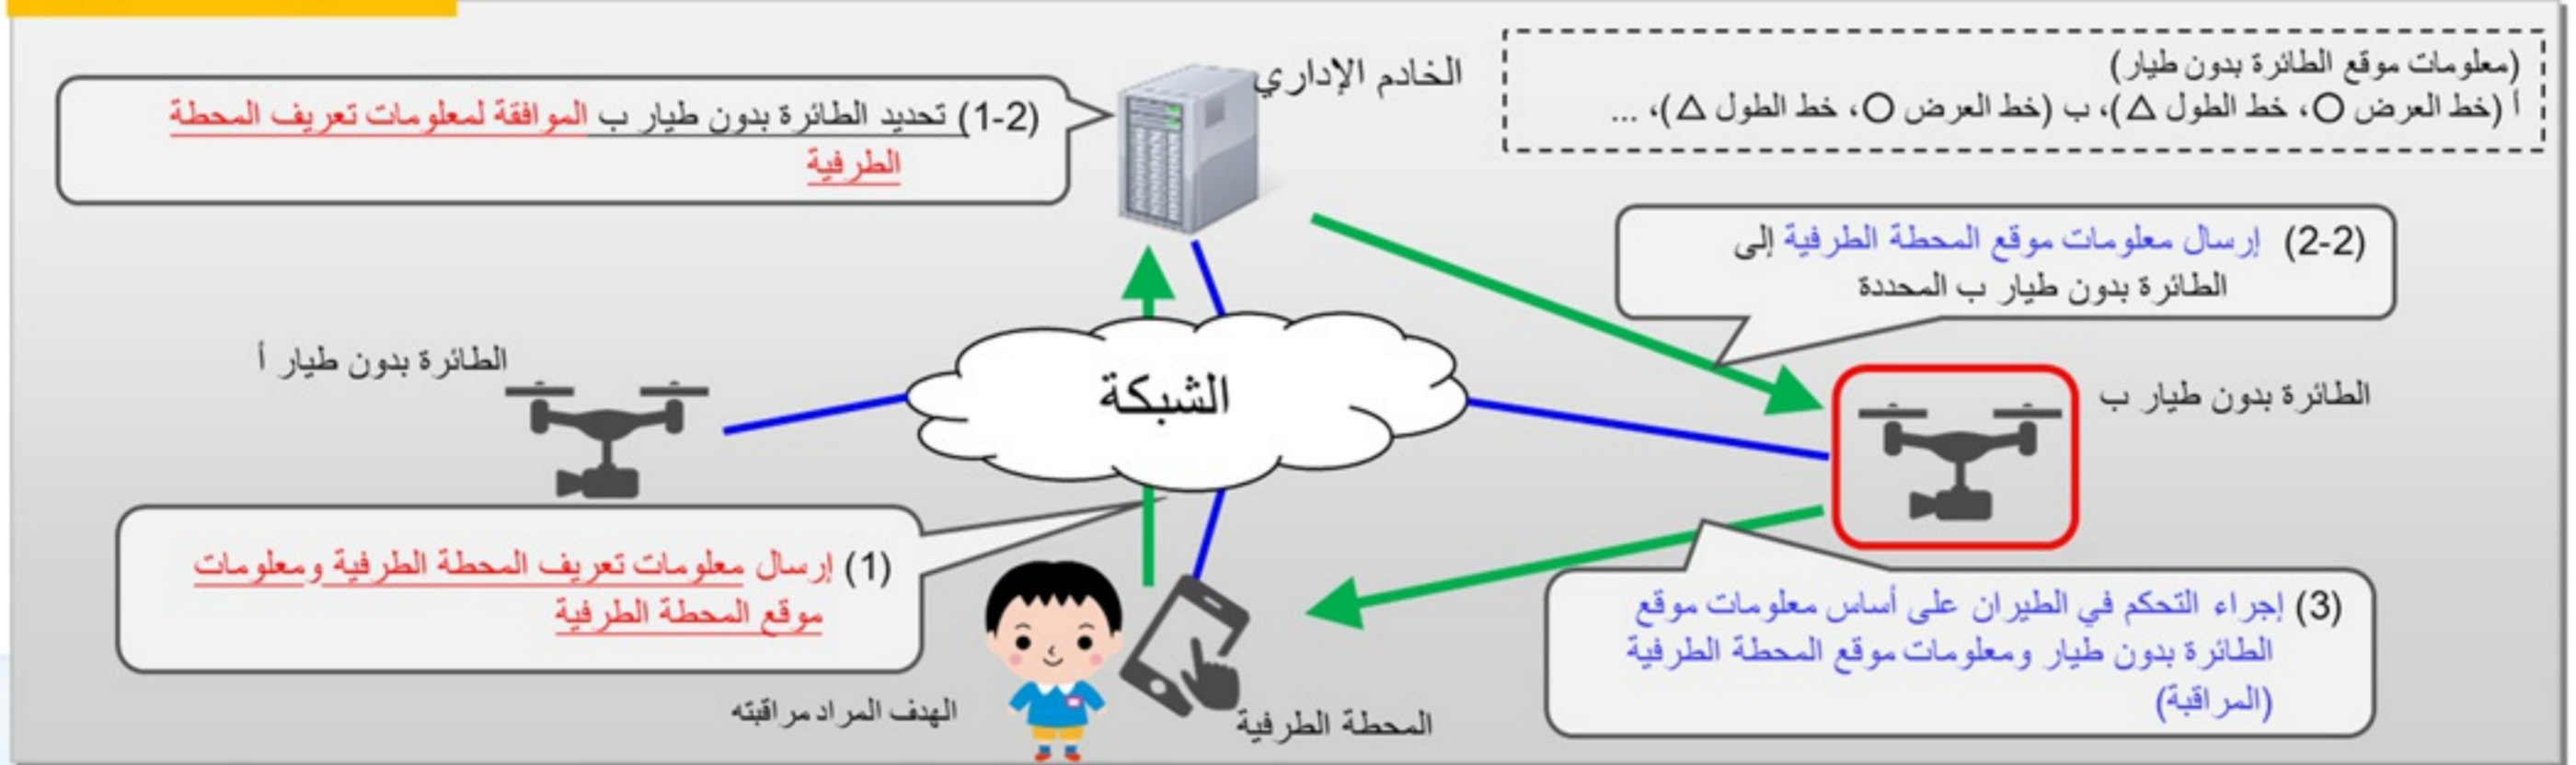 الخادم الإداري
(معلومات موقع الطائرة بدون طيار)
أ (خط العرض ○، خط الطول △)، ب (خط العرض ○، خط الطول △)، ...
(1-2) تحديد الطائرة بدون طيار ب الموافقة لمعلومات تعريف المحطة
الطرفية
(2-2) إرسال معلومات موقع المحطة الطرفية إلى
الطائرة بدون طيار ب المحددة
الطائرة بدون طيار أ
الشبكة
الطائرة بدون طيار ب
(1) إرسال معلومات تعريف المحطة الطرفية ومعلومات
موقع المحطة الطرفية
(3) إجراء التحكم في الطيران على أساس معلومات موقع
الطائرة بدون طيار ومعلومات موقع المحطة الطرفية
(المراقبة)
الهدف المراد مراقبته
المحطة الطرفية